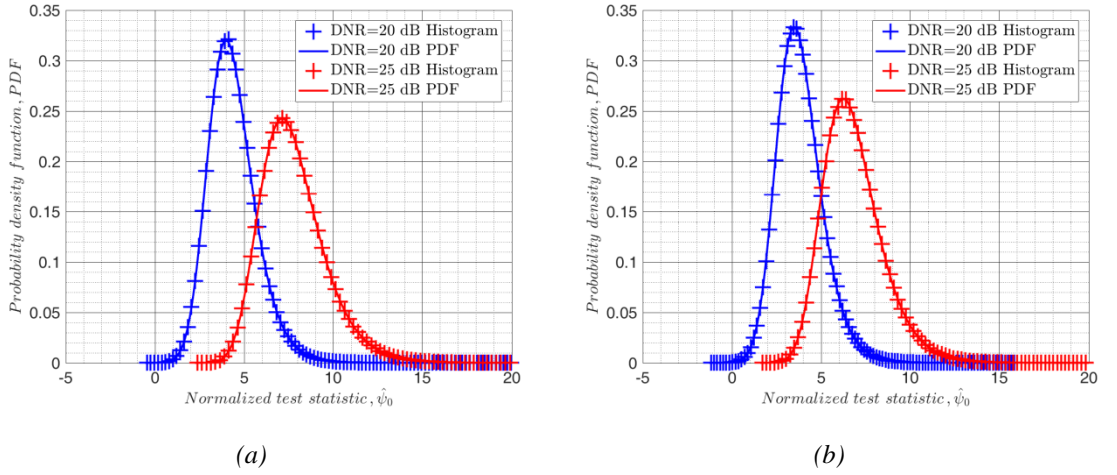 0.35
0.3
0.25
0.2
0.15
0.1
0.05
0
-5 0 5 10 15 20
Probability density function, PDF
Normalized test statistic, ψ̂₀
DNR=20 dB Histogram
DNR=20 dB PDF
DNR=25 dB Histogram
DNR=25 dB PDF
(a)
0.35
0.3
0.25
0.2
0.15
0.1
0.05
0
-5 0 5 10 15 20
Probability density function, PDF
Normalized test statistic, ψ̂₀
DNR=20 dB Histogram
DNR=20 dB PDF
DNR=25 dB Histogram
DNR=25 dB PDF
(b)